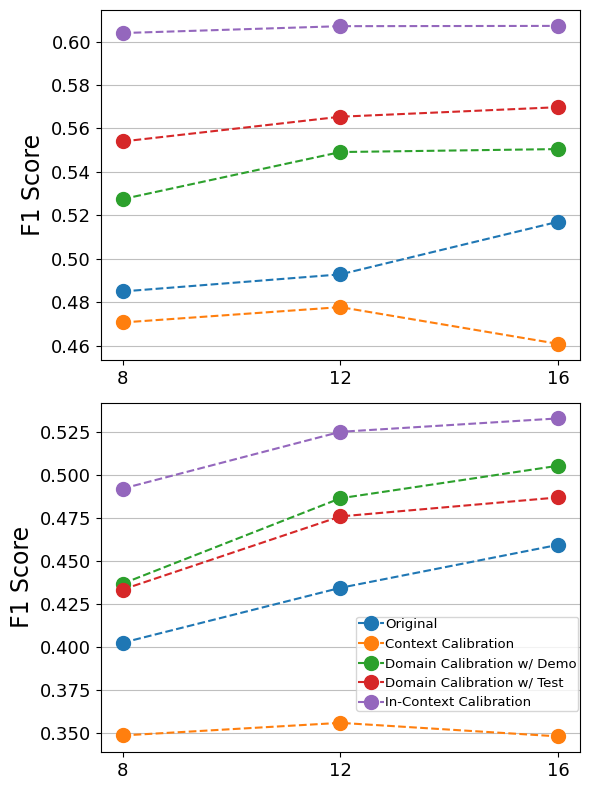 F1 Score
0.60
0.58
0.56
0.54
0.52
0.50
0.48
0.46
8 12 16
F1 Score
0.525
0.500
0.475
0.450
0.425
0.400
0.375
0.350
Original
Context Calibration
Domain Calibration w/ Demo
Domain Calibration w/ Test
In-Context Calibration
8 12 16